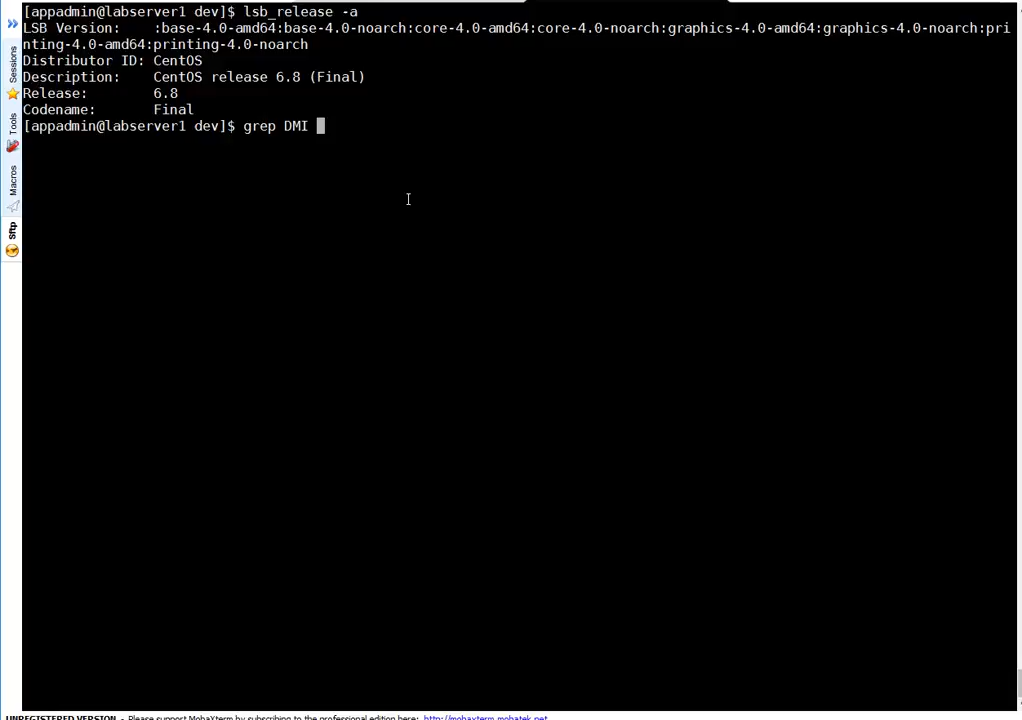 [appadmin@labserver1 dev]$ lsb_release -a
LSB Version:    :base-4.0-amd64:base-4.0-noarch:core-4.0-amd64:core-4.0-noarch:graphics-4.0-amd64:graphics-4.0-noarch:pri
nting-4.0-amd64:printing-4.0-noarch
Distributor ID: CentOS
Description:    CentOS release 6.8 (Final)
Release:        6.8
Codename:       Final
[appadmin@labserver1 dev]$ grep DMI
Sessions
Tools
Macros
Sftp
UNREGISTERED VERSION - Please support MobaXterm by subscribing to the professional edition here: http://mobaxterm.mobatek.net